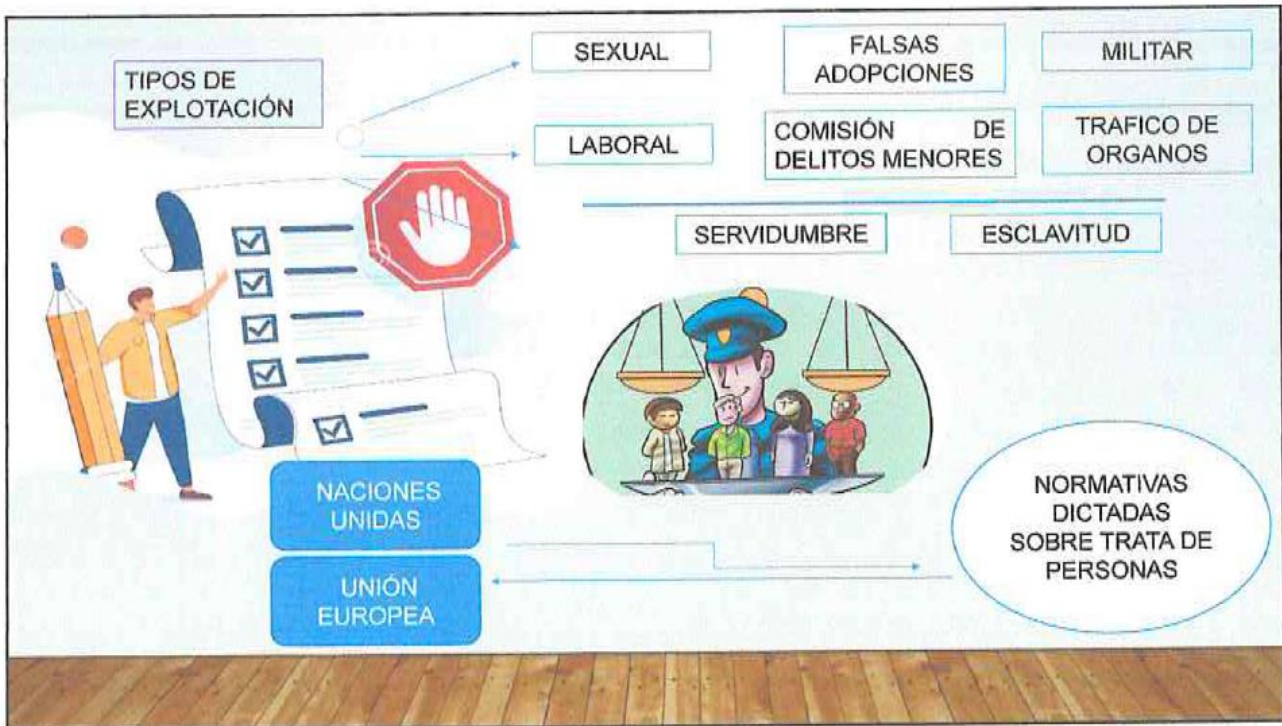 TIPOS DE
EXPLOTACIÓN
SEXUAL
FALSAS
ADOPCIONES
MILITAR
LABORAL
COMISIÓN DE
DELITOS MENORES
TRAFICO DE
ORGANOS
SERVIDUMBRE
ESCLAVITUD
NACIONES
UNIDAS
UNIÓN
EUROPEA
NORMATIVAS
DICTADAS
SOBRE TRATA DE
PERSONAS